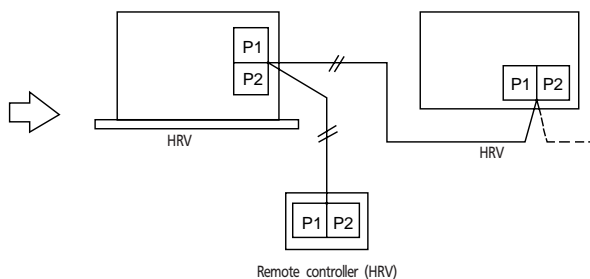 P1
P2
HRV
P1 P2
HRV
P1 P2
Remote controller (HRV)